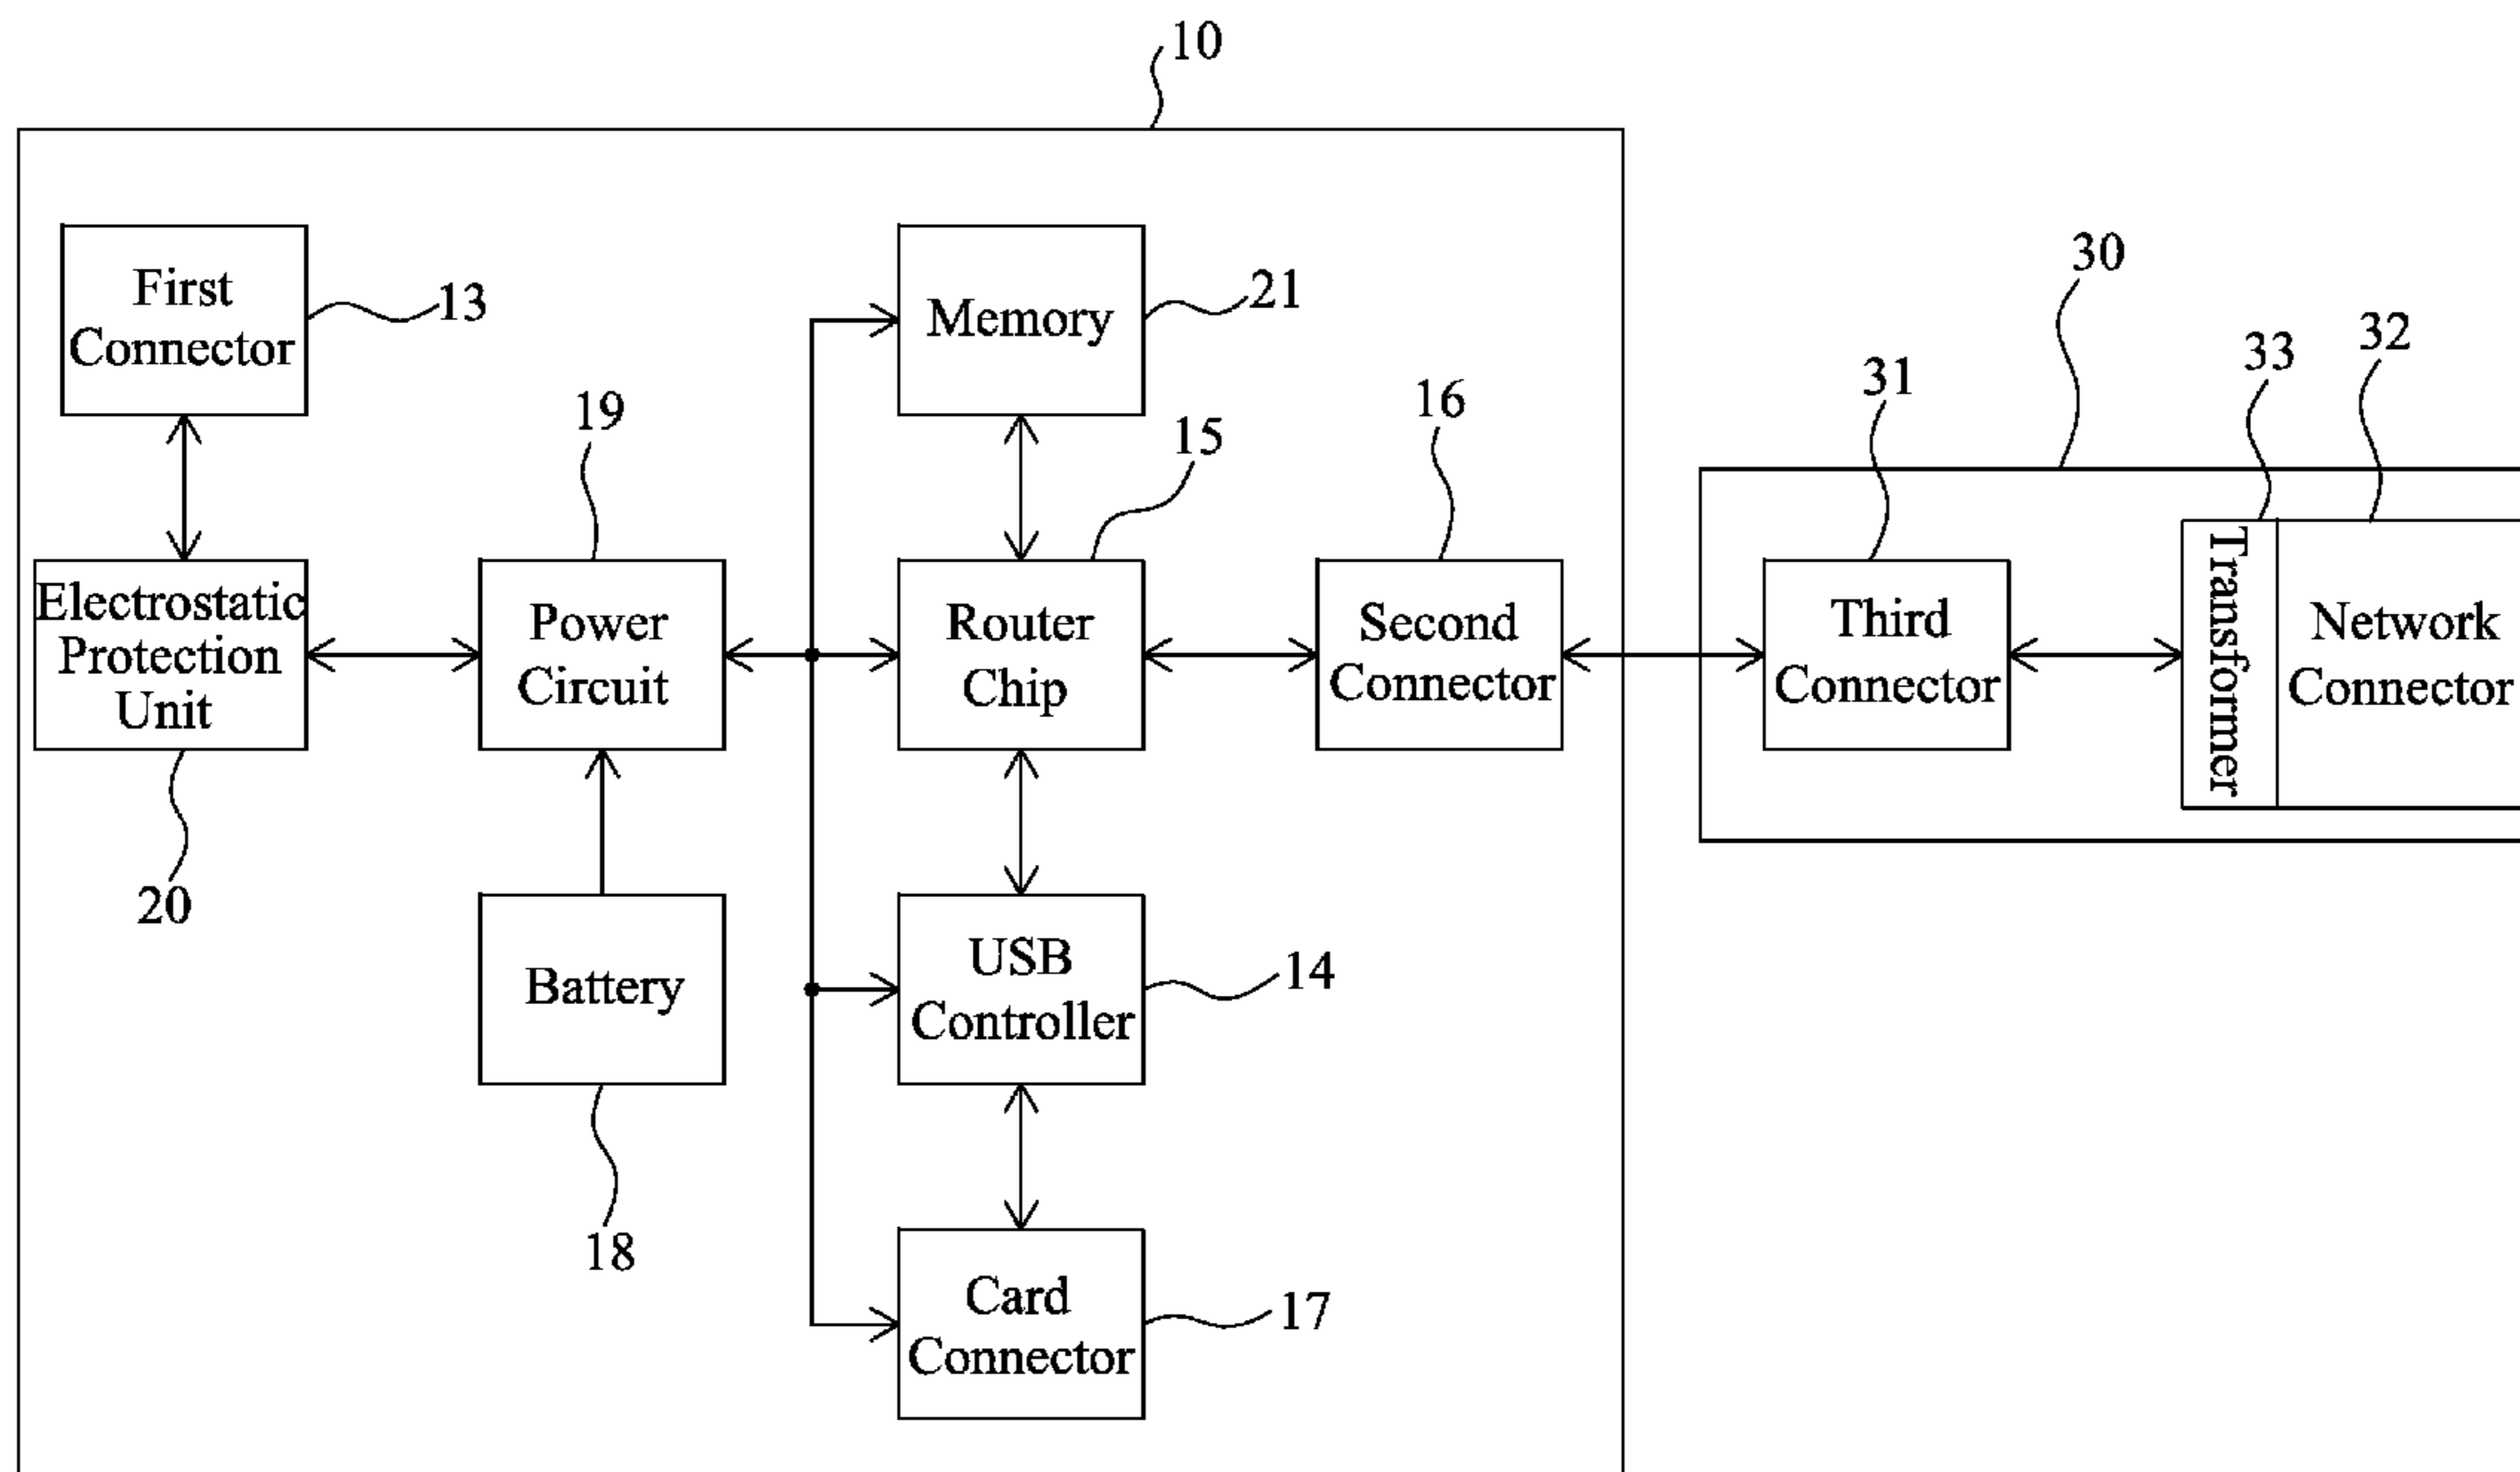 10
First
Connector
13
Memory
21
30
19
15
16
31
33
32
Electrostatic
Protection
Unit
Power
Circuit
Router
Chip
Second
Connector
Third
Connector
Transformer
Network
Connector
20
Battery
USB
Controller
14
18
Card
Connector
17